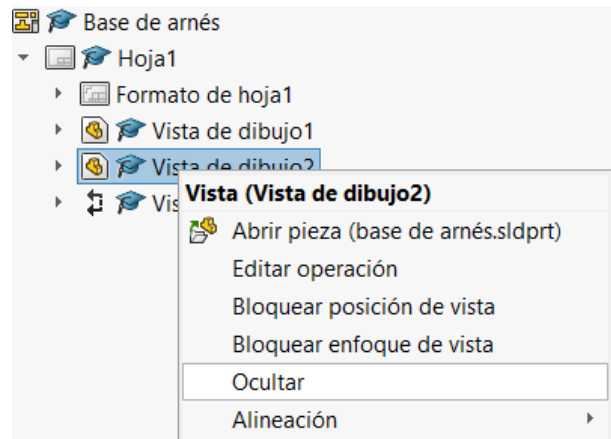 Base de arnés
Hoja1
Formato de hoja1
Vista de dibujo1
Vista de dibujo2
Vis
Vista (Vista de dibujo2)
Abrir pieza (base de arnés.sldprt)
Editar operación
Bloquear posición de vista
Bloquear enfoque de vista
Ocultar
Alineación